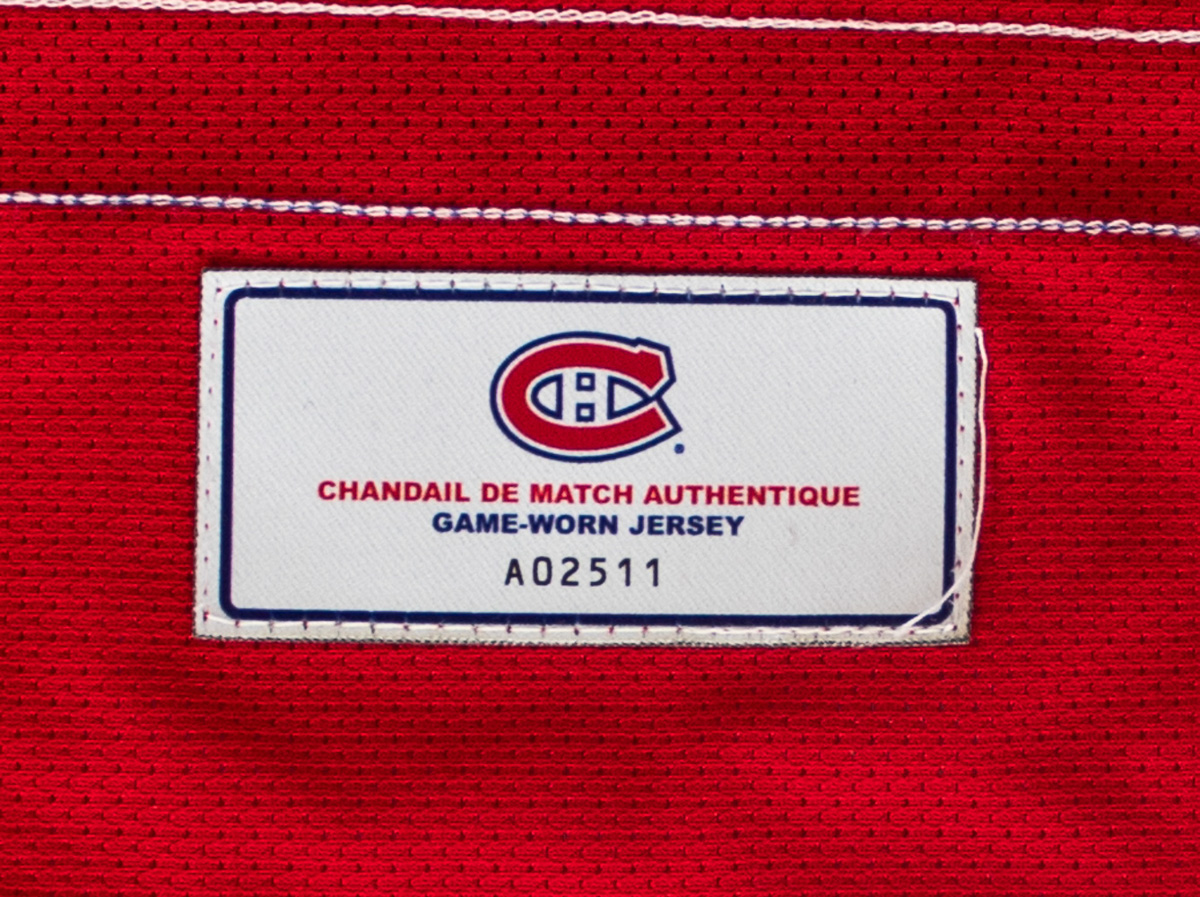 CHANDAIL DE MATCH AUTHENTIQUE
GAME-WORN JERSEY
A02511